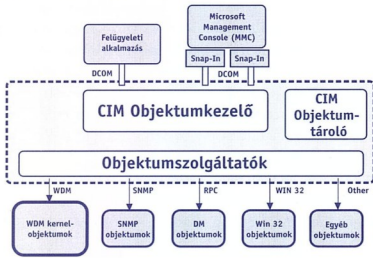 Felügyeleti
alkalmazás
Microsoft
Management
Console (MMC)
Snap-In
Snap-In
DCOM
DCOM
CIM Objektumkezelő
CIM
Objektum-
tároló
Objektumszolgáltatók
WDM
SNMP
RPC
WIN 32
Other
WDM kernel-
objektumok
SNMP
objektumok
DM
objektumok
Win 32
objektumok
Egyéb
objektumok